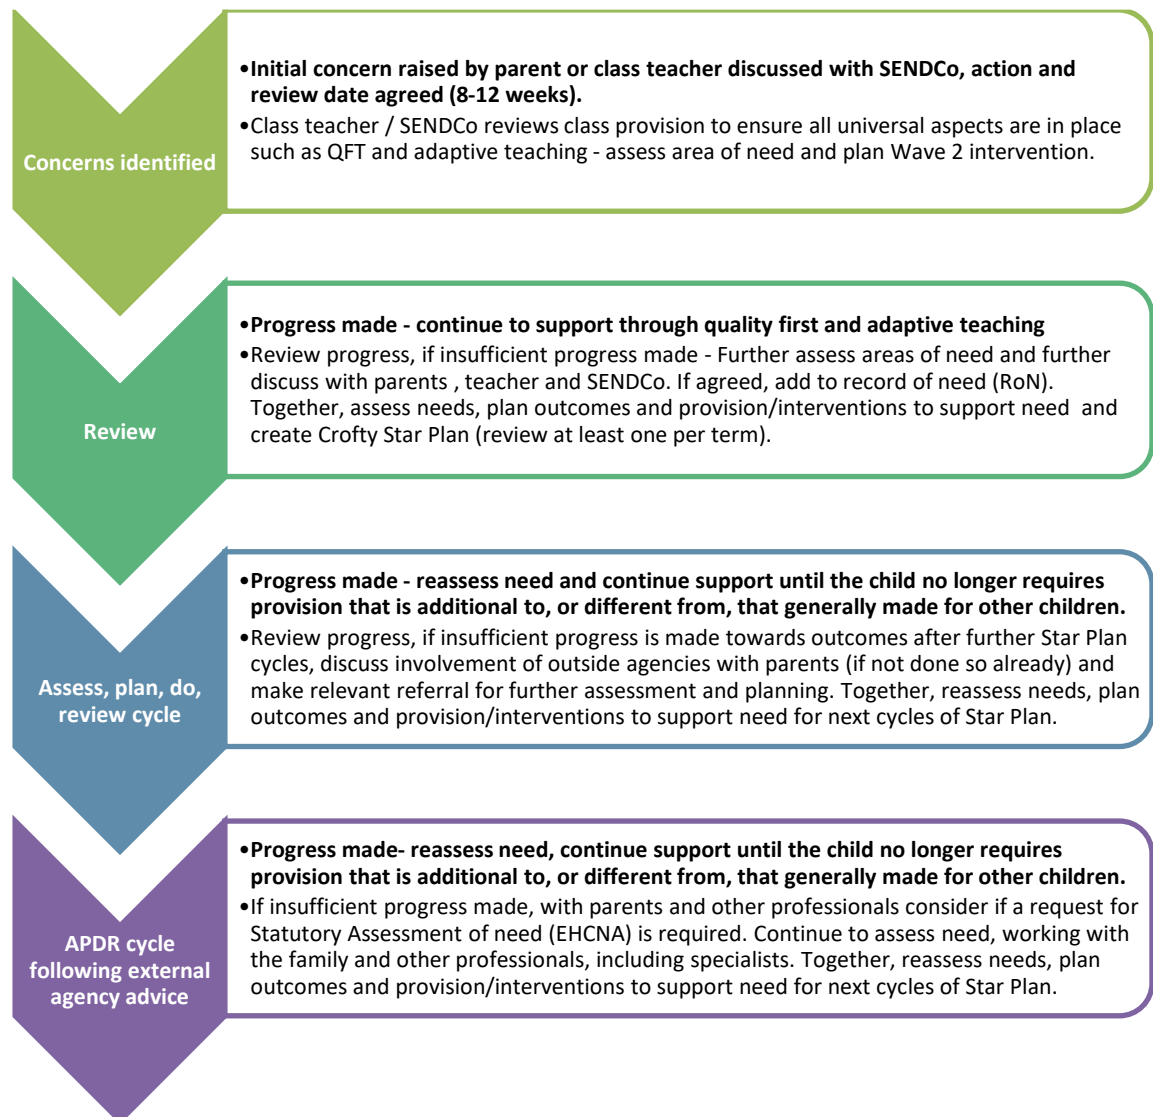 Concerns identified
•Initial concern raised by parent or class teacher discussed with SENDCo, action and
review date agreed (8-12 weeks).
•Class teacher / SENDCo reviews class provision to ensure all universal aspects are in place
such as QFT and adaptive teaching - assess area of need and plan Wave 2 intervention.
Review
•Progress made - continue to support through quality first and adaptive teaching
•Review progress, if insufficient progress made - Further assess areas of need and further
discuss with parents , teacher and SENDCo. If agreed, add to record of need (RoN).
Together, assess needs, plan outcomes and provision/interventions to support need and
create Crofty Star Plan (review at least one per term).
Assess, plan, do,
review cycle
•Progress made - reassess need and continue support until the child no longer requires
provision that is additional to, or different from, that generally made for other children.
•Review progress, if insufficient progress is made towards outcomes after further Star Plan
cycles, discuss involvement of outside agencies with parents (if not done so already) and
make relevant referral for further assessment and planning. Together, reassess needs, plan
outcomes and provision/interventions to support need for next cycles of Star Plan.
APDR cycle
following external
agency advice
•Progress made- reassess need, continue support until the child no longer requires
provision that is additional to, or different from, that generally made for other children.
•If insufficient progress made, with parents and other professionals consider if a request for
Statutory Assessment of need (EHCNA) is required. Continue to assess need, working with
the family and other professionals, including specialists. Together, reassess needs, plan
outcomes and provision/interventions to support need for next cycles of Star Plan.